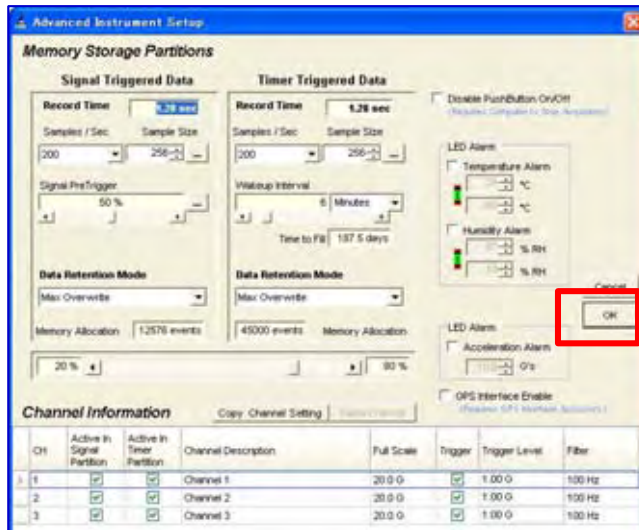 Advanced Instrument Setup
Memory Storage Partitions
Signal Triggered Data
Record Time 1.28 sec
Samples / Sec Sample Size
200 256 ...
Signal PreTrigger
50 % ...
Data Retention Mode
Max Overwrite
Memory Allocation 12576 events
Timer Triggered Data
Record Time 1.28 sec
Samples / Sec Sample Size
200 256 ...
Wakeup Interval
6 Minutes
Time to Fill 187.5 days
Data Retention Mode
Max Overwrite
45000 events Memory Allocation
20 % 80 %
Disable PushButton On/Off
LED Alarm
Temperature Alarm
°C
°C
Humidity Alarm
% RH
% RH
Cancel
OK
LED Alarm
Acceleration Alarm
G's
GPS Interface Enable
Channel Information Copy Channel Setting
CH Active In Signal Partition Active In Timer Partition Channel Description Full Scale Trigger Trigger Level Filter
1 Channel 1 20.0 G 1.00 G 100 Hz
2 Channel 2 20.0 G 1.00 G 100 Hz
3 Channel 3 20.0 G 1.00 G 100 Hz